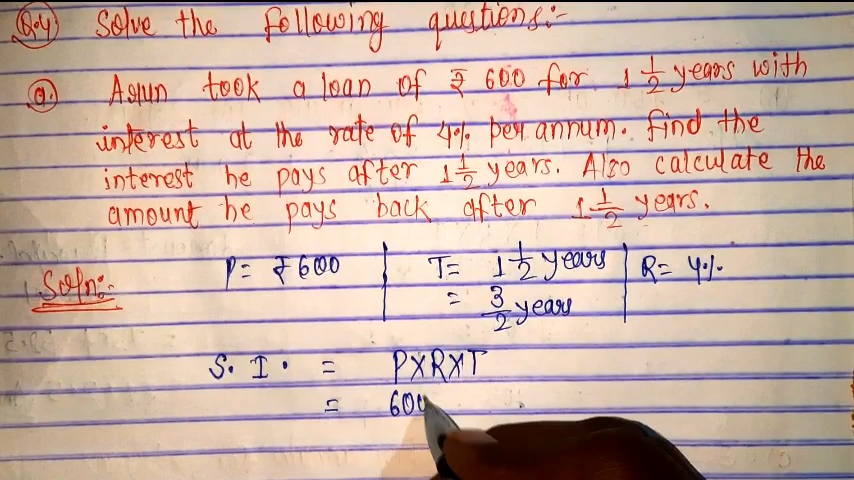 Q.4) Solve the following questions:-
a.) Arun took a loan of ₹ 600 for 1 1/2 years with
interest at the rate of 4% per annum. find the
interest he pays after 1 1/2 years. Also calculate the
amount he pays back after 1 1/2 years.
Soln:- P= ₹600 T= 1 1/2 years R= 4%
= 3/2 years
S. I. = PXRXT
= 600